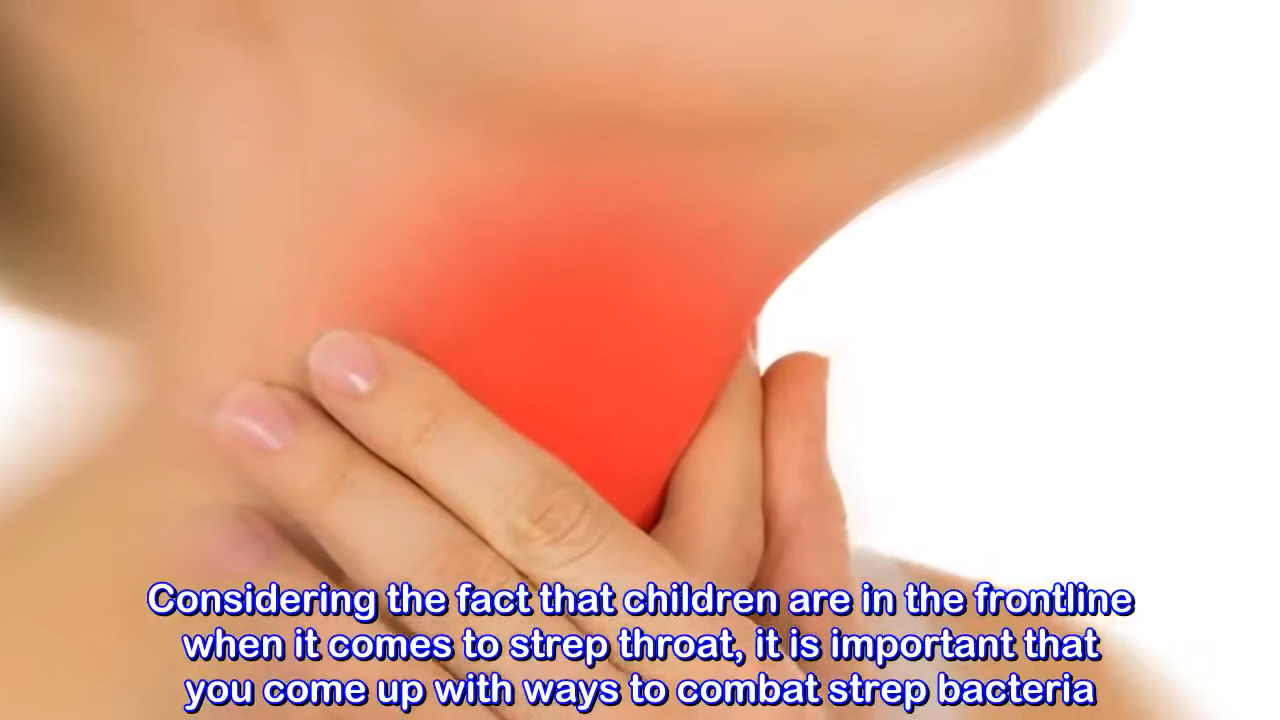 Considering the fact that children are in the frontline
when it comes to strep throat, it is important that
you come up with ways to combat strep bacteria